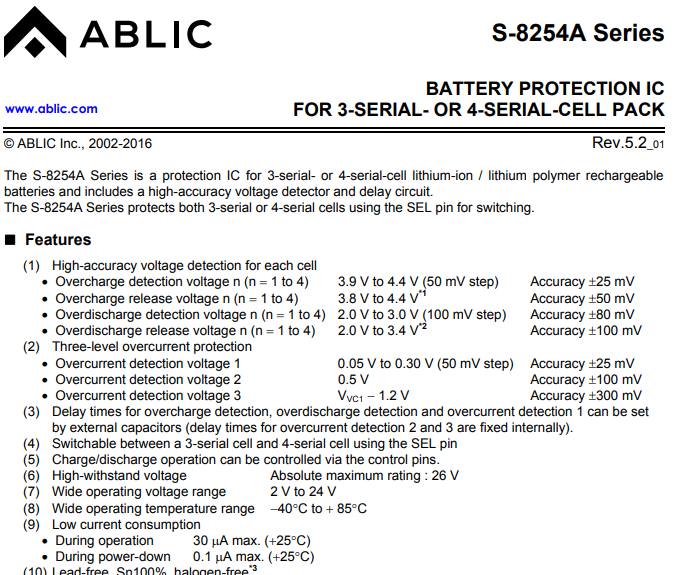 ABLIC
S-8254A Series
BATTERY PROTECTION IC
www.ablic.com
FOR 3-SERIAL- OR 4-SERIAL-CELL PACK
© ABLIC Inc., 2002-2016
Rev.5.2_01
The S-8254A Series is a protection IC for 3-serial- or 4-serial-cell lithium-ion / lithium polymer rechargeable
batteries and includes a high-accuracy voltage detector and delay circuit.
The S-8254A Series protects both 3-serial or 4-serial cells using the SEL pin for switching.
■ Features
(1) High-accuracy voltage detection for each cell
• Overcharge detection voltage n (n = 1 to 4) 3.9 V to 4.4 V (50 mV step) Accuracy ±25 mV
• Overcharge release voltage n (n = 1 to 4) 3.8 V to 4.4 V*1 Accuracy ±50 mV
• Overdischarge detection voltage n (n = 1 to 4) 2.0 V to 3.0 V (100 mV step) Accuracy ±80 mV
• Overdischarge release voltage n (n = 1 to 4) 2.0 V to 3.4 V*2 Accuracy ±100 mV
(2) Three-level overcurrent protection
• Overcurrent detection voltage 1 0.05 V to 0.30 V (50 mV step) Accuracy ±25 mV
• Overcurrent detection voltage 2 0.5 V Accuracy ±100 mV
• Overcurrent detection voltage 3 VVC1 − 1.2 V Accuracy ±300 mV
(3) Delay times for overcharge detection, overdischarge detection and overcurrent detection 1 can be set
by external capacitors (delay times for overcurrent detection 2 and 3 are fixed internally).
(4) Switchable between a 3-serial cell and 4-serial cell using the SEL pin
(5) Charge/discharge operation can be controlled via the control pins.
(6) High-withstand voltage Absolute maximum rating : 26 V
(7) Wide operating voltage range 2 V to 24 V
(8) Wide operating temperature range −40°C to + 85°C
(9) Low current consumption
• During operation 30 μA max. (+25°C)
• During power-down 0.1 μA max. (+25°C)
(10) Lead-free, Sn100%, halogen-free*3